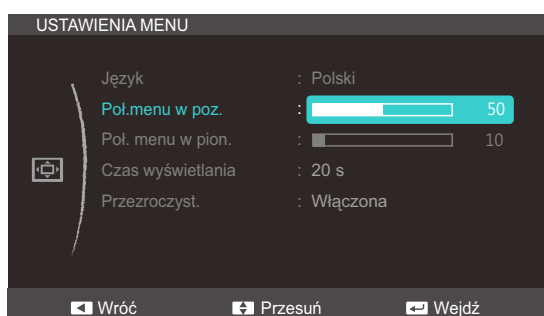 USTAWIENIA MENU
Język : Polski
Poł.menu w poz. : 50
Poł. menu w pion. : 10
Czas wyświetlania : 20 s
Przezroczyst. : Włączona
Wróć Przesuń Wejdź